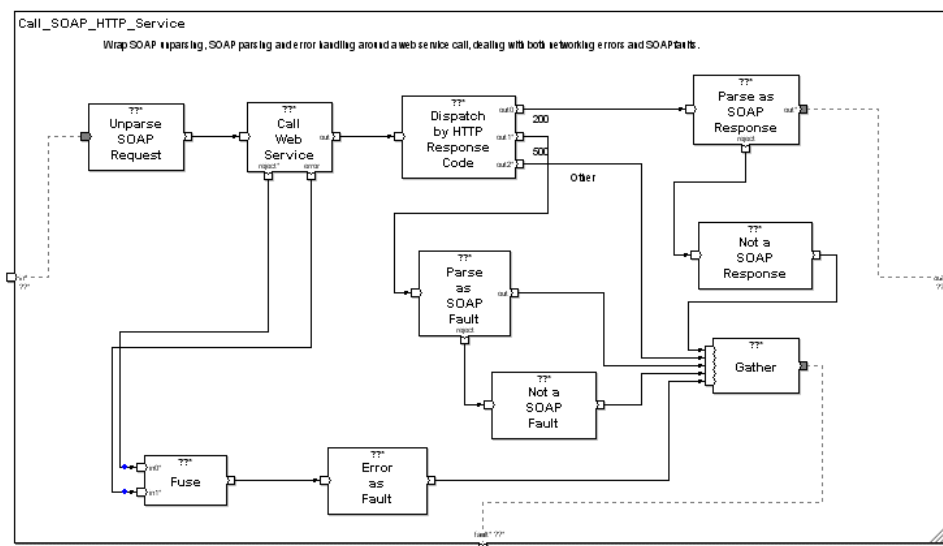 Call_SOAP_HTTP_Service
Wrap SOAP unparsing, SOAP parsing and error handling around a web service call, dealing with both networking errors and SOAP faults.
??*
Unparse
SOAP
Request
??*
Call
Web
Service
out
reject*
error
??*
Dispatch
by HTTP
Response
Code
out0
out1*
out2*
200
500
Other
??*
Parse as
SOAP
Response
out*
reject
??*
Not a
SOAP
Response
in*
??*
out
??
??*
Parse
as
SOAP
Fault
out
reject
??*
Not a
SOAP
Fault
??*
Gather
in0*
in1*
??*
Fuse
??*
Error
as
Fault
fault* ??*